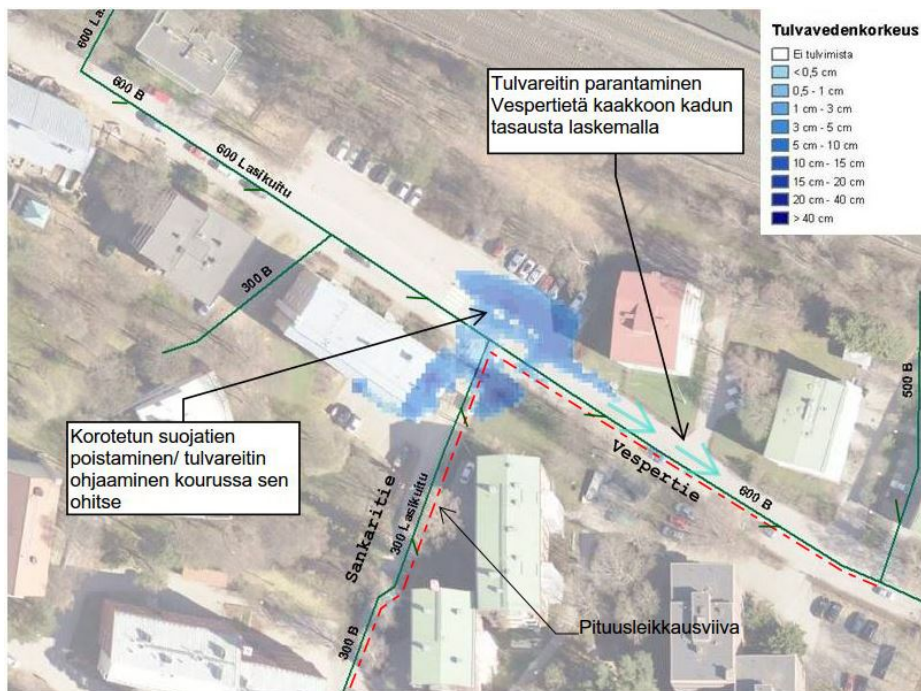 Tulvavedenkorkeus
Ei tulvimista
<0,5 cm
0,5 - 1 cm
1 cm - 3 cm
3 cm - 5 cm
5 cm - 10 cm
10 cm - 15 cm
15 cm - 20 cm
20 cm - 40 cm
> 40 cm
600 L
600 B
600 Lasikuitu
300 B
Tulvareitin parantaminen
Vespertietä kaakkoon kadun
tasausta laskemalla
500 B
Korotetun suojatien
poistaminen/ tulvareitin
ohjaaminen kourussa sen
ohitse
Sankaritie
300 Lasikuitu
300 B
Vespertie
600 B
Pituusleikkausviiva